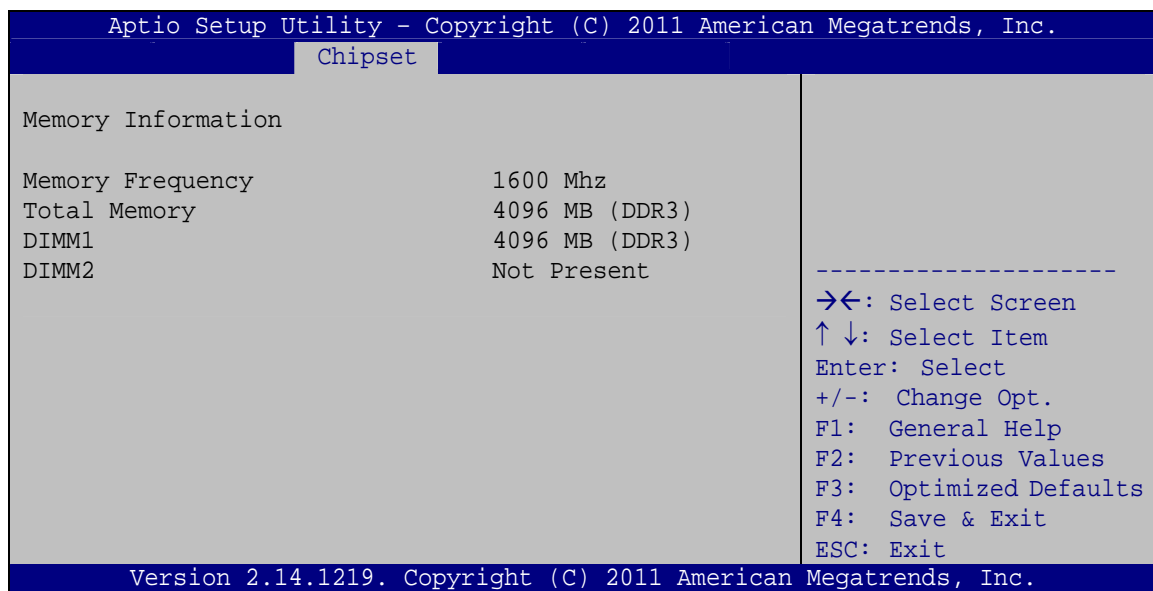 Aptio Setup Utility – Copyright (C) 2011 American Megatrends, Inc.
Chipset
Memory Information
Memory Frequency 1600 Mhz
Total Memory 4096 MB (DDR3)
DIMM1 4096 MB (DDR3)
DIMM2 Not Present
---------------------
→←: Select Screen
↑ ↓: Select Item
Enter: Select
+/-: Change Opt.
F1: General Help
F2: Previous Values
F3: Optimized Defaults
F4: Save & Exit
ESC: Exit
Version 2.14.1219. Copyright (C) 2011 American Megatrends, Inc.